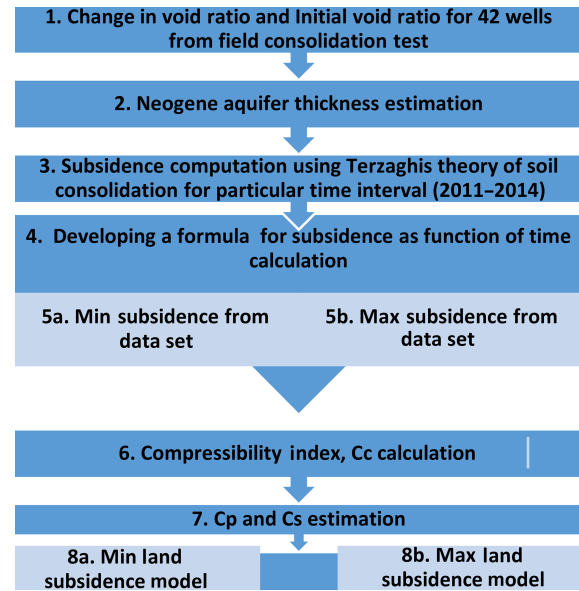 1. Change in void ratio and Initial void ratio for 42 wells
from field consolidation test
2. Neogene aquifer thickness estimation
3. Subsidence computation using Terzaghis theory of soil
consolidation for particular time interval (2011–2014)
4. Developing a formula for subsidence as function of time
calculation
5a. Min subsidence from
data set
5b. Max subsidence from
data set
6. Compressibility index, Cc calculation
7. Cp and Cs estimation
8a. Min land
subsidence model
8b. Max land
subsidence model